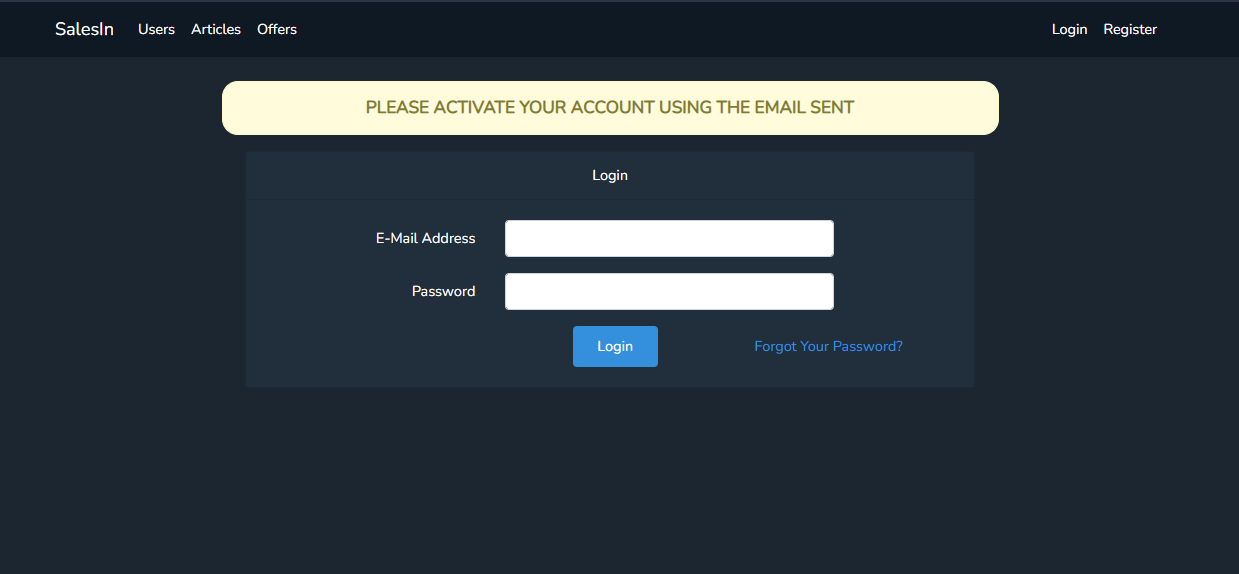 SalesIn Users Articles Offers Login Register
PLEASE ACTIVATE YOUR ACCOUNT USING THE EMAIL SENT
Login
E-Mail Address
Password
Login Forgot Your Password?